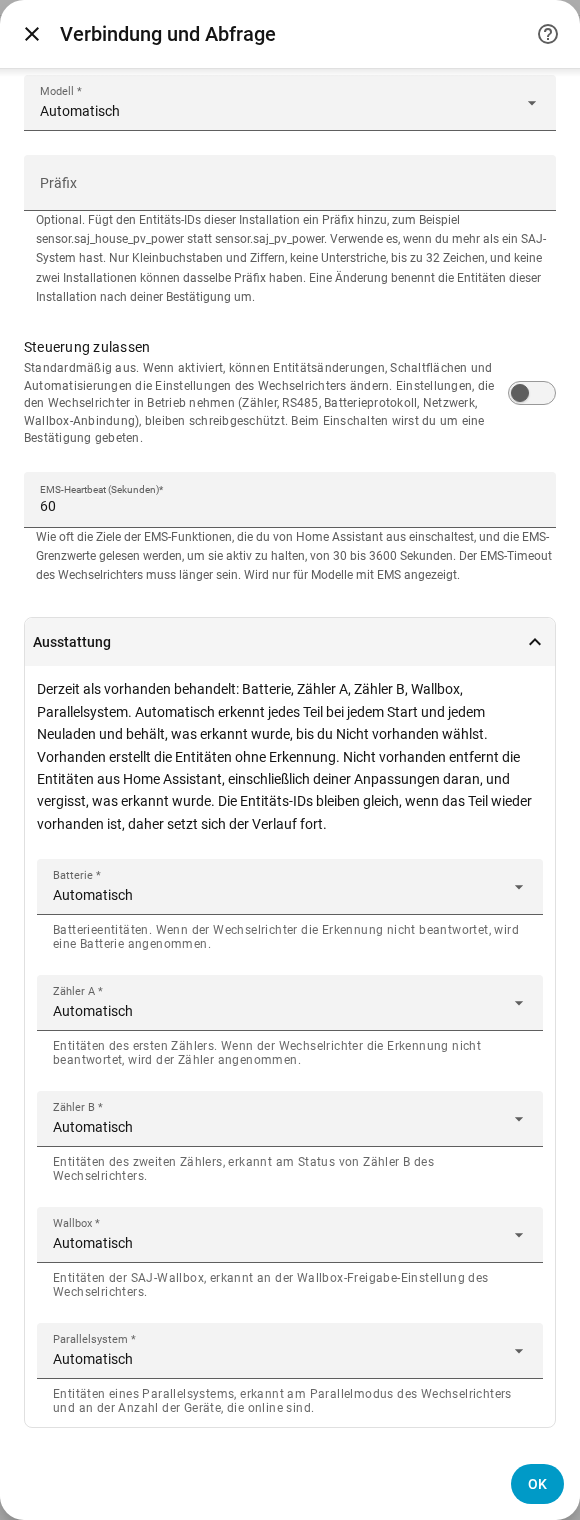 Verbindung und Abfrage
Modell *
Automatisch
Präfix
Optional. Fügt den Entitäts-IDs dieser Installation ein Präfix hinzu, zum Beispiel
sensor.saj_house_pv_power statt sensor.saj_pv_power. Verwende es, wenn du mehr als ein SAJ-
System hast. Nur Kleinbuchstaben und Ziffern, keine Unterstriche, bis zu 32 Zeichen, und keine
zwei Installationen können dasselbe Präfix haben. Eine Änderung benennt die Entitäten dieser
Installation nach deiner Bestätigung um.
Steuerung zulassen
Standardmäßig aus. Wenn aktiviert, können Entitätsänderungen, Schaltflächen und
Automatisierungen die Einstellungen des Wechselrichters ändern. Einstellungen, die
den Wechselrichter in Betrieb nehmen (Zähler, RS485, Batterieprotokoll, Netzwerk,
Wallbox-Anbindung), bleiben schreibgeschützt. Beim Einschalten wirst du um eine
Bestätigung gebeten.
EMS-Heartbeat (Sekunden)*
60
Wie oft die Ziele der EMS-Funktionen, die du von Home Assistant aus einschaltest, und die EMS-
Grenzwerte gelesen werden, um sie aktiv zu halten, von 30 bis 3600 Sekunden. Der EMS-Timeout
des Wechselrichters muss länger sein. Wird nur für Modelle mit EMS angezeigt.
Ausstattung
Derzeit als vorhanden behandelt: Batterie, Zähler A, Zähler B, Wallbox,
Parallelsystem. Automatisch erkennt jedes Teil bei jedem Start und jedem
Neuladen und behält, was erkannt wurde, bis du Nicht vorhanden wählst.
Vorhanden erstellt die Entitäten ohne Erkennung. Nicht vorhanden entfernt die
Entitäten aus Home Assistant, einschließlich deiner Anpassungen daran, und
vergisst, was erkannt wurde. Die Entitäts-IDs bleiben gleich, wenn das Teil wieder
vorhanden ist, daher setzt sich der Verlauf fort.
Batterie *
Automatisch
Batterieentitäten. Wenn der Wechselrichter die Erkennung nicht beantwortet, wird
eine Batterie angenommen.
Zähler A *
Automatisch
Entitäten des ersten Zählers. Wenn der Wechselrichter die Erkennung nicht
beantwortet, wird der Zähler angenommen.
Zähler B *
Automatisch
Entitäten des zweiten Zählers, erkannt am Status von Zähler B des
Wechselrichters.
Wallbox *
Automatisch
Entitäten der SAJ-Wallbox, erkannt an der Wallbox-Freigabe-Einstellung des
Wechselrichters.
Parallelsystem *
Automatisch
Entitäten eines Parallelsystems, erkannt am Parallelmodus des Wechselrichters
und an der Anzahl der Geräte, die online sind.
OK